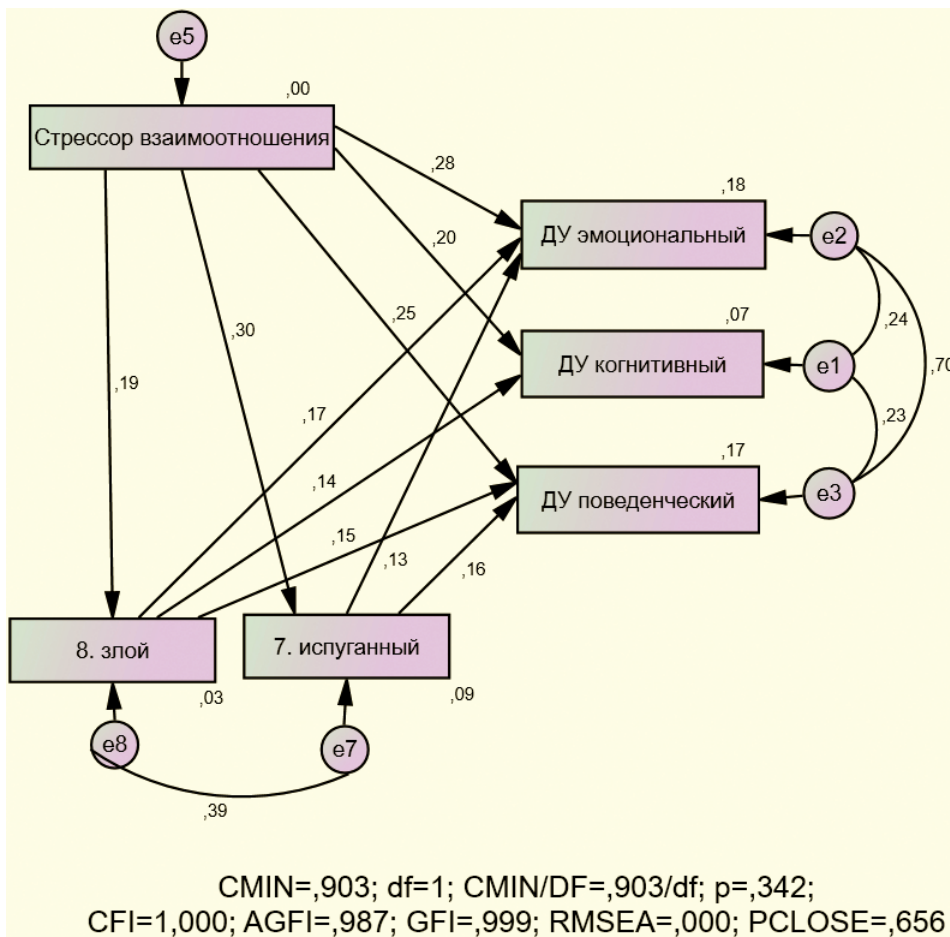 e5
,00
Стрессор взаимоотношения
,28
,18
ДУ эмоциональный
e2
,20
,24
,25
,07
,30
ДУ когнитивный
e1
,70
,19
,23
,17
,17
,14
ДУ поведенческий
e3
,15
,13
,16
8. злой
7. испуганный
,03
,09
e8
e7
,39
CMIN=,903; df=1; CMIN/DF=,903/df; p=,342;
CFI=1,000; AGFI=,987; GFI=,999; RMSEA=,000; PCLOSE=,656